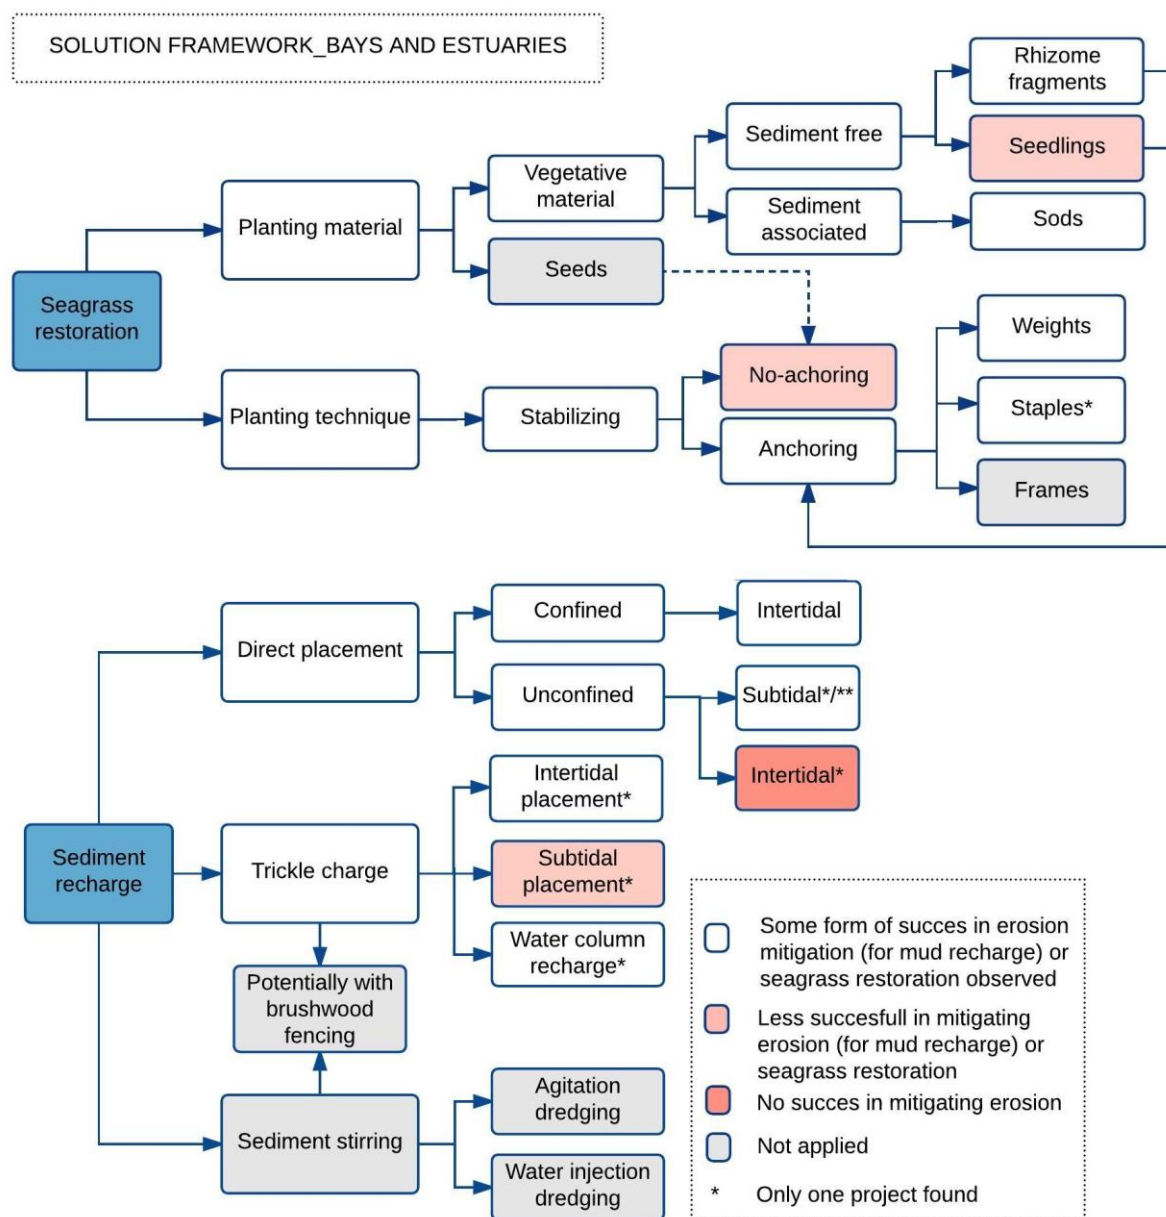 SOLUTION FRAMEWORK_BAYS AND ESTUARIES
Seagrass
restoration
Planting material
Vegetative
material
Seeds
Sediment free
Sediment
associated
Rhizome
fragments
Seedlings
Sods
Planting technique
Stabilizing
No-achoring
Anchoring
Weights
Staples*
Frames
Sediment
recharge
Direct placement
Confined
Intertidal
Unconfined
Subtidal*/**
Intertidal*
Trickle charge
Intertidal
placement*
Subtidal
placement*
Water column
recharge*
Potentially with
brushwood
fencing
Sediment stirring
Agitation
dredging
Water injection
dredging
Some form of succes in erosion
mitigation (for mud recharge) or
seagrass restoration observed
Less succesfull in mitigating
erosion (for mud recharge) or
seagrass restoration
No succes in mitigating erosion
Not applied
* Only one project found